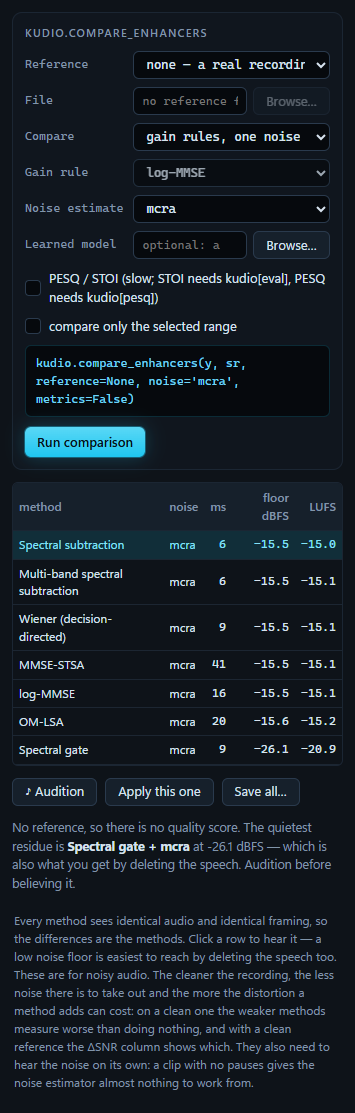 KUDIO.COMPARE_ENHANCERS
Reference none — a real recordin
File no reference f Browse…
Compare gain rules, one noise
Gain rule log-MMSE
Noise estimate mcra
Learned model optional: a Browse…
PESQ / STOI (slow; STOI needs kudio[eval], PESQ
needs kudio[pesq])
compare only the selected range
kudio.compare_enhancers(y, sr,
reference=None, noise='mcra',
metrics=False)
Run comparison
method noise ms floor dBFS LUFS
Spectral subtraction mcra 6 −15.5 −15.0
Multi-band spectral
subtraction mcra 6 −15.5 −15.1
Wiener (decision-
directed) mcra 9 −15.5 −15.1
MMSE-STSA mcra 41 −15.5 −15.1
log-MMSE mcra 16 −15.5 −15.1
OM-LSA mcra 20 −15.6 −15.2
Spectral gate mcra 9 −26.1 −20.9
♪ Audition Apply this one Save all…
No reference, so there is no quality score. The quietest
residue is Spectral gate + mcra at -26.1 dBFS — which is
also what you get by deleting the speech. Audition before
believing it.
Every method sees identical audio and identical framing, so
the differences are the methods. Click a row to hear it — a
low noise floor is easiest to reach by deleting the speech too.
These are for noisy audio. The cleaner the recording, the less
noise there is to take out and the more the distortion a
method adds can cost: on a clean one the weaker methods
measure worse than doing nothing, and with a clean
reference the ΔSNR column shows which. They also need to
hear the noise on its own: a clip with no pauses gives the
noise estimator almost nothing to work from.